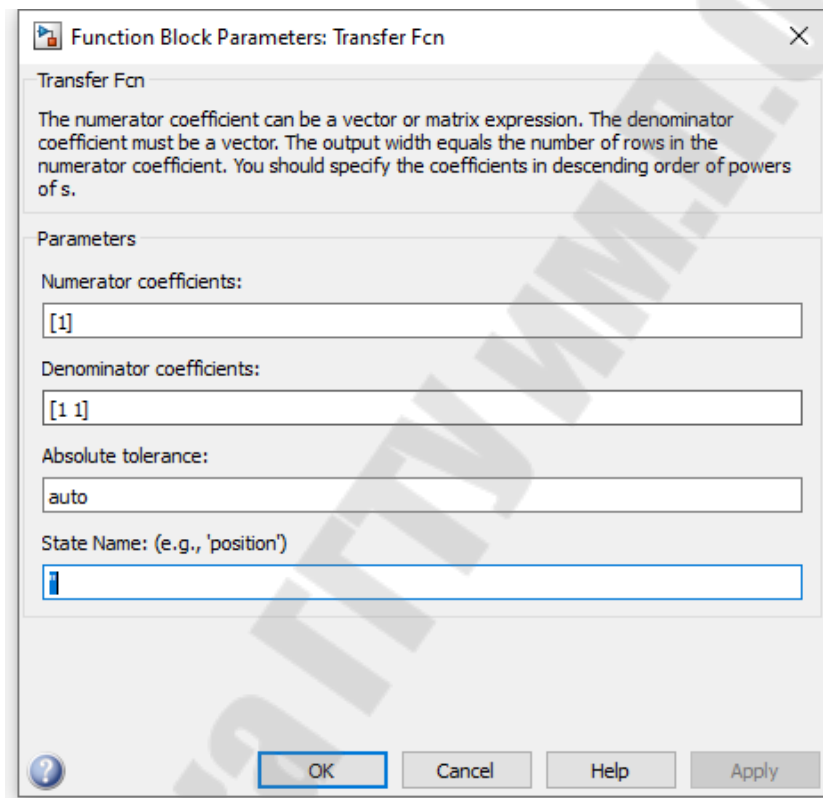 Function Block Parameters: Transfer Fcn
Transfer Fcn
The numerator coefficient can be a vector or matrix expression. The denominator
coefficient must be a vector. The output width equals the number of rows in the
numerator coefficient. You should specify the coefficients in descending order of powers
of s.
Parameters
Numerator coefficients:
[1]
Denominator coefficients:
[1 1]
Absolute tolerance:
auto
State Name: (e.g., 'position')
''
OK
Cancel
Help
Apply
ГГТУ ИМ.П.О